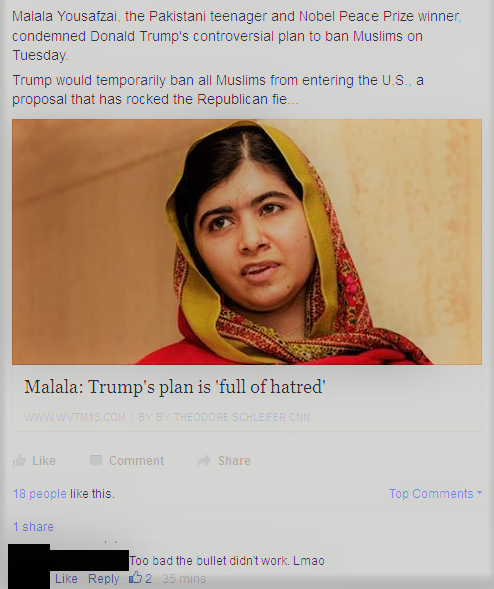 Malala Yousafzai, the Pakistani teenager and Nobel Peace Prize winner,
condemned Donald Trump's controversial plan to ban Muslims on
Tuesday.
Trump would temporarily ban all Muslims from entering the U.S., a
proposal that has rocked the Republican fie...
Malala: Trump's plan is 'full of hatred'
WWW.WVTM13.COM | BY BY THEODORE SCHLEIFER CNN
Like Comment Share
18 people like this. Top Comments
1 share
Too bad the bullet didn't work. Lmao
Like Reply 2 35 mins